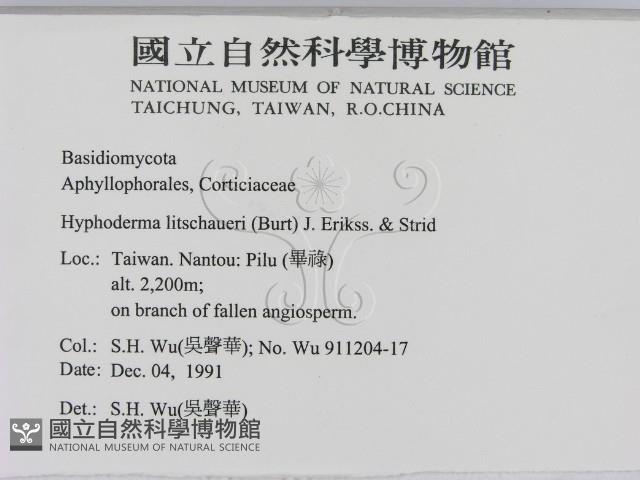 國立自然科學博物館
NATIONAL MUSEUM OF NATURAL SCIENCE
TAICHUNG, TAIWAN, R.O.CHINA
Basidiomycota
Aphyllophorales, Corticiaceae
Hyphoderma litschaueri (Burt) J. Erikss. & Strid
Loc.: Taiwan. Nantou: Pilu (畢祿)
alt. 2,200m;
on branch of fallen angiosperm.
Col.: S.H. Wu(吳聲華); No. Wu 911204-17
Date: Dec. 04, 1991
Det.: S.H. Wu(吳聲華)
國立自然科學博物館
NATIONAL MUSEUM OF NATURAL SCIENCE